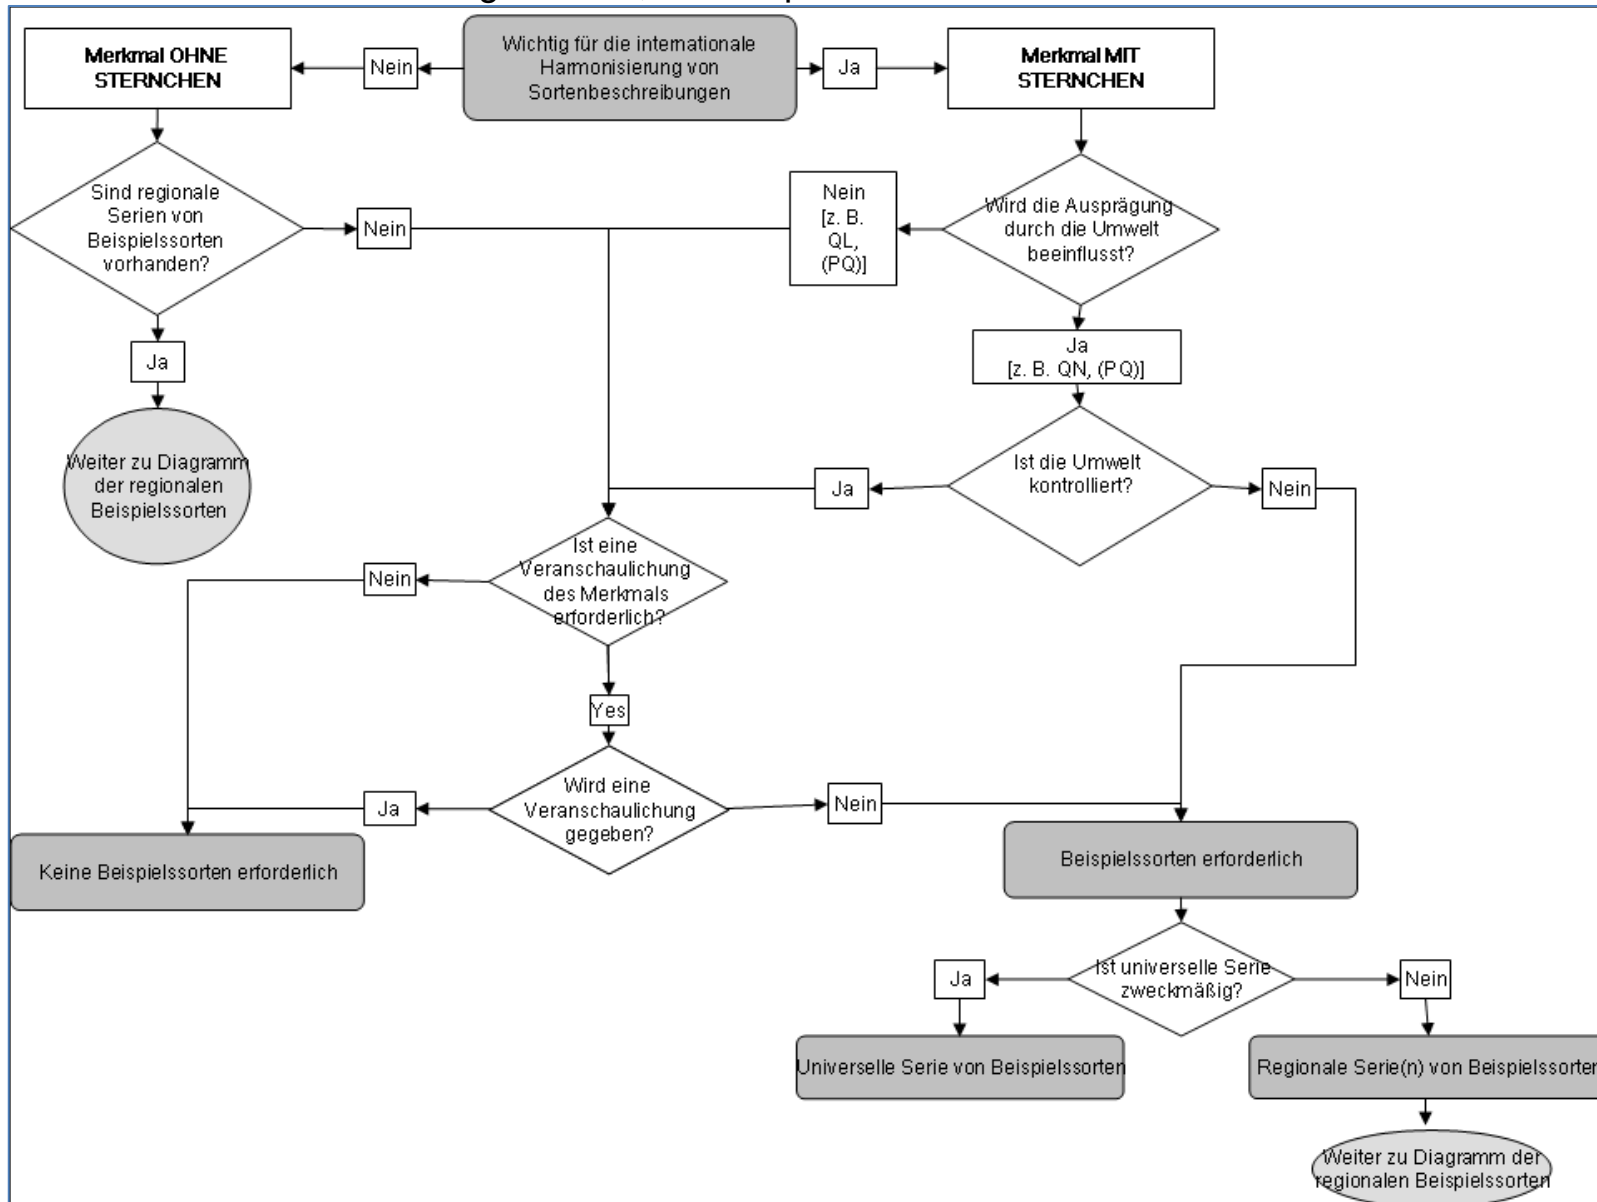 Wichtig für die internationale
Harmonisierung von
Sortenbeschreibungen
Nein
Ja
Merkmal OHNE
STERNCHEN
Merkmal MIT
STERNCHEN
Sind regionale
Serien von
Beispielssorten
vorhanden?
Nein
Nein
[z. B.
QL,
(PQ)]
Wird die Ausprägung
durch die Umwelt
beeinflusst?
Ja
Ja
[z. B. QN, (PQ)]
Weiter zu Diagramm
der regionalen
Beispielssorten
Ist die Umwelt
kontrolliert?
Ja
Nein
Ist eine
Veranschaulichung
des Merkmals
erforderlich?
Nein
Yes
Wird eine
Veranschaulichung
gegeben?
Ja
Nein
Keine Beispielssorten erforderlich
Beispielssorten erforderlich
Ist universelle Serie
zweckmäßig?
Ja
Nein
Universelle Serie von Beispielssorten
Regionale Serie(n) von Beispielssorten
Weiter zu Diagramm der
regionalen Beispielssorten